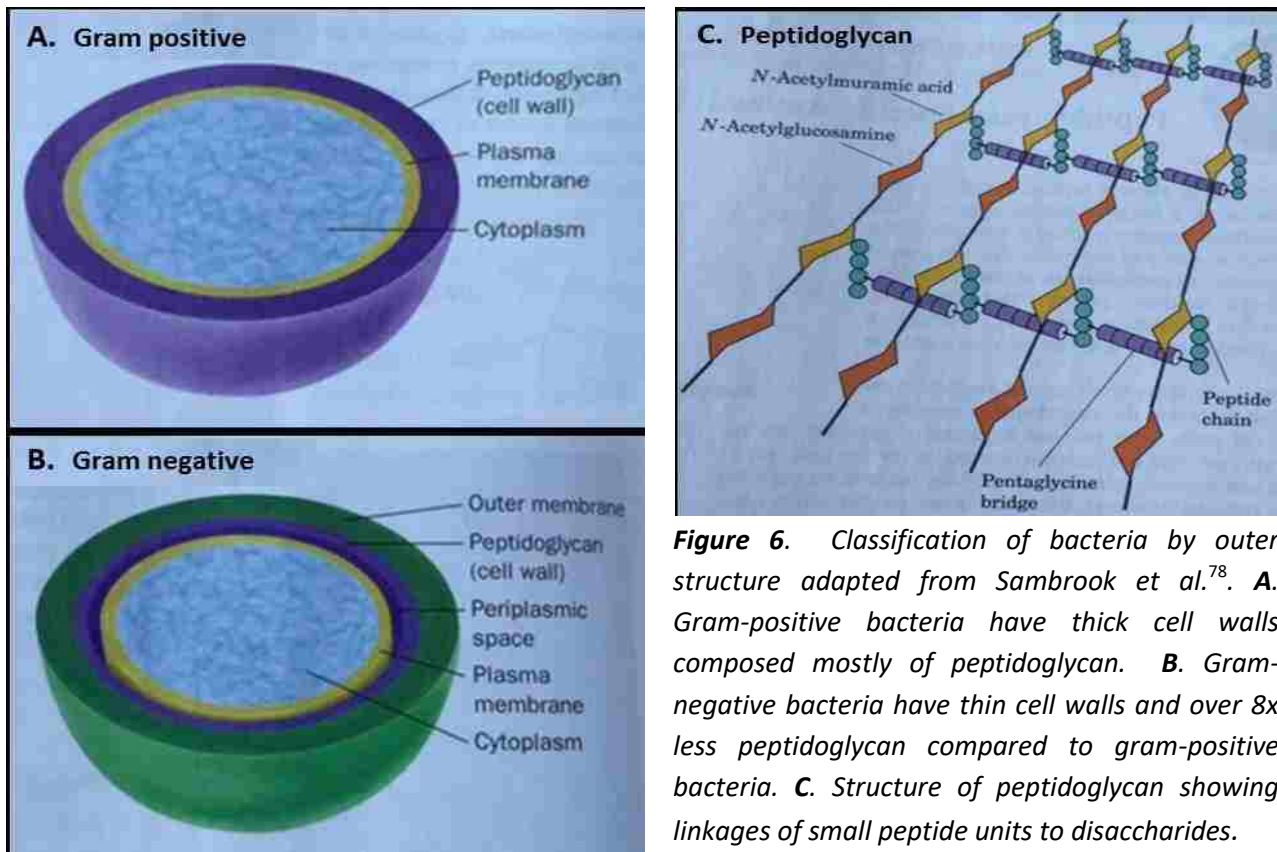 A. Gram positive
Peptidoglycan
(cell wall)
Plasma
membrane
Cytoplasm
B. Gram negative
Outer membrane
Peptidoglycan
(cell wall)
Periplasmic
space
Plasma
membrane
Cytoplasm
C. Peptidoglycan
N-Acetylmuramic acid
N-Acetylglucosamine
Peptide
chain
Pentaglycine
bridge
Figure 6. Classification of bacteria by outer
structure adapted from Sambrook et al.78. A.
Gram-positive bacteria have thick cell walls
composed mostly of peptidoglycan. B. Gram-
negative bacteria have thin cell walls and over 8x
less peptidoglycan compared to gram-positive
bacteria. C. Structure of peptidoglycan showing
linkages of small peptide units to disaccharides.